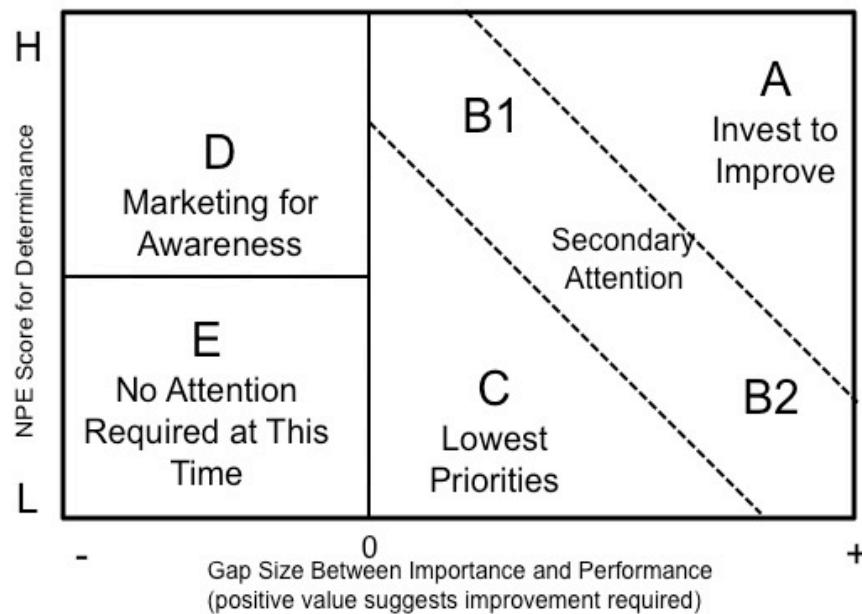 H
NPE Score for Determinance
L
D
Marketing for
Awareness
E
No Attention
Required at This
Time
B1
A
Invest to
Improve
Secondary
Attention
B2
C
Lowest
Priorities
-
0
+
Gap Size Between Importance and Performance
(positive value suggests improvement required)